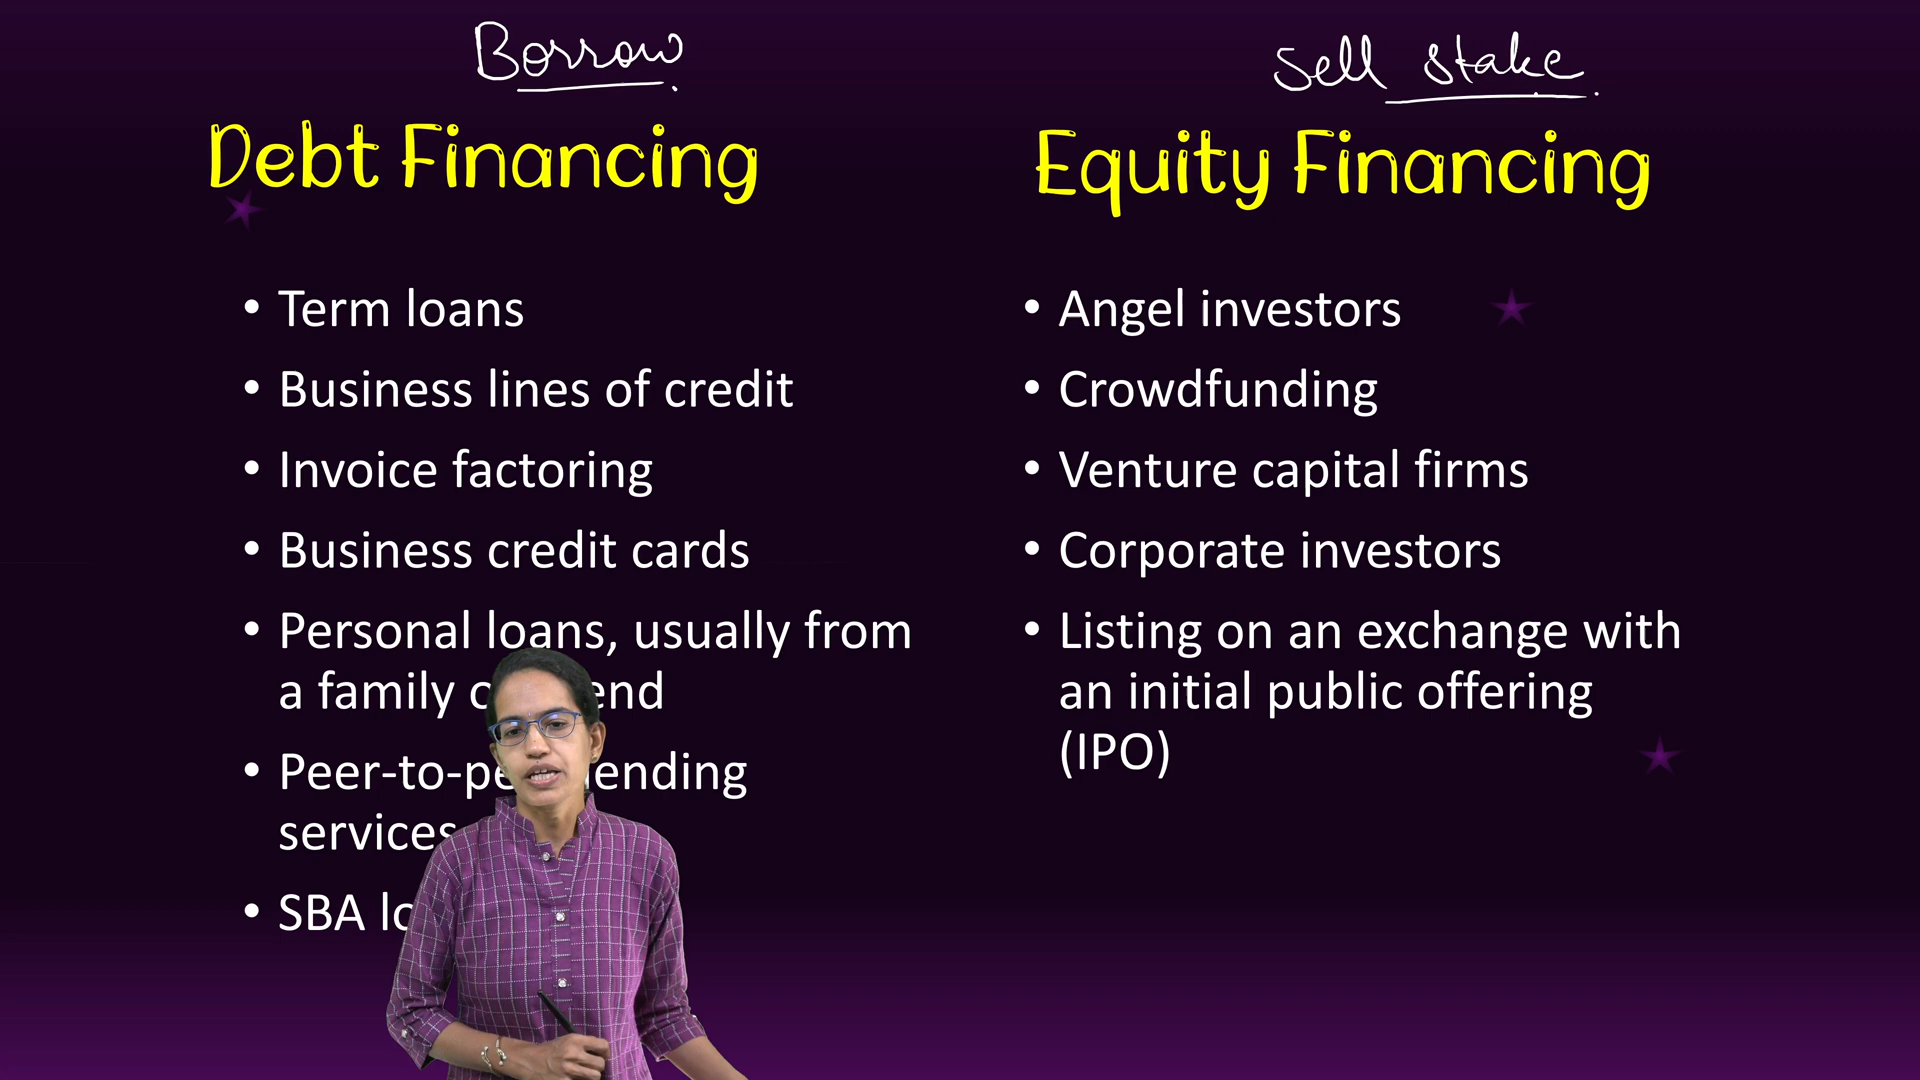 Borrow
Debt Financing
• Term loans
• Business lines of credit
• Invoice factoring
• Business credit cards
• Personal loans, usually from
a family
• lending
services
• SBA
Sell stake
Equity Financing
• Angel investors
• Crowdfunding
• Venture capital firms
• Corporate investors
• Listing on an exchange with
an initial public offering
(IPO)